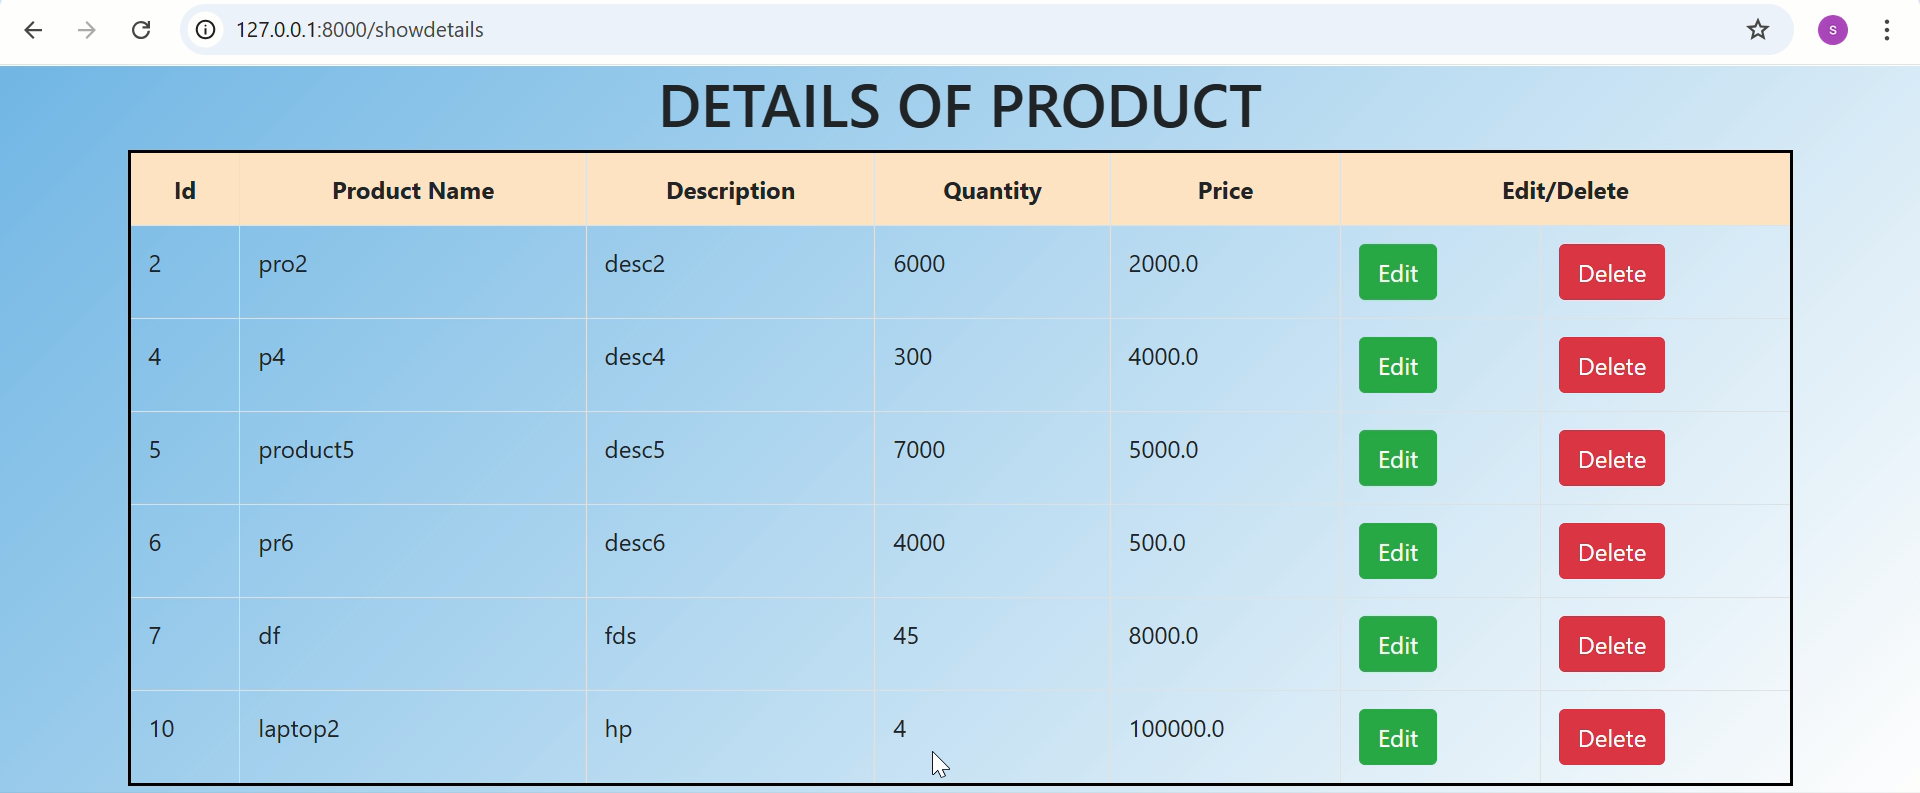 127.0.0.1:8000/showdetails
S
DETAILS OF PRODUCT
Id Product Name Description Quantity Price Edit/Delete
2 pro2 desc2 6000 2000.0 Edit Delete
4 p4 desc4 300 4000.0 Edit Delete
5 product5 desc5 7000 5000.0 Edit Delete
6 pr6 desc6 4000 500.0 Edit Delete
7 df fds 45 8000.0 Edit Delete
10 laptop2 hp 4 100000.0 Edit Delete